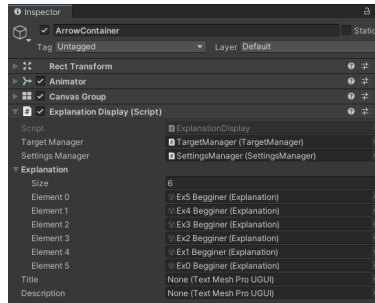 Inspector
ArrowContainer Static
Tag Untagged Layer Default
Rect Transform
Animator
Canvas Group
Explanation Display (Script)
Script ExplanationDisplay
Target Manager TargetManager (TargetManager)
Settings Manager SettingsManager (SettingsManager)
Explanation
Size 6
Element 0 Ex5 Begginer (Explanation)
Element 1 Ex4 Begginer (Explanation)
Element 2 Ex3 Begginer (Explanation)
Element 3 Ex2 Begginer (Explanation)
Element 4 Ex1 Begginer (Explanation)
Element 5 Ex0 Begginer (Explanation)
Title None (Text Mesh Pro UGUI)
Description None (Text Mesh Pro UGUI)